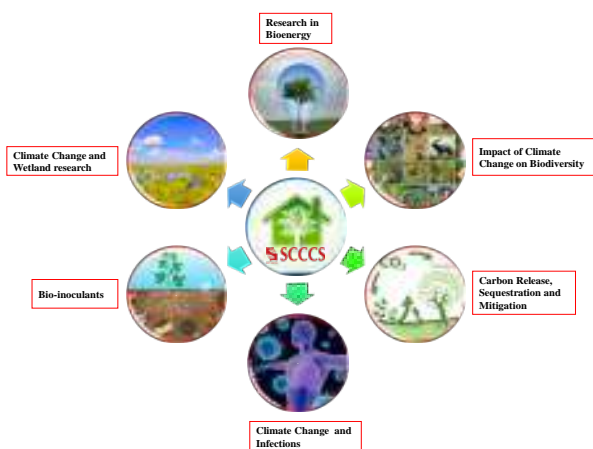 Research in
Bioenergy
Climate Change and
Wetland research
Impact of Climate
Change on Biodiversity
SCCCS
Bio-inoculants
Carbon Release,
Sequestration and
Mitigation
Climate Change and
Infections